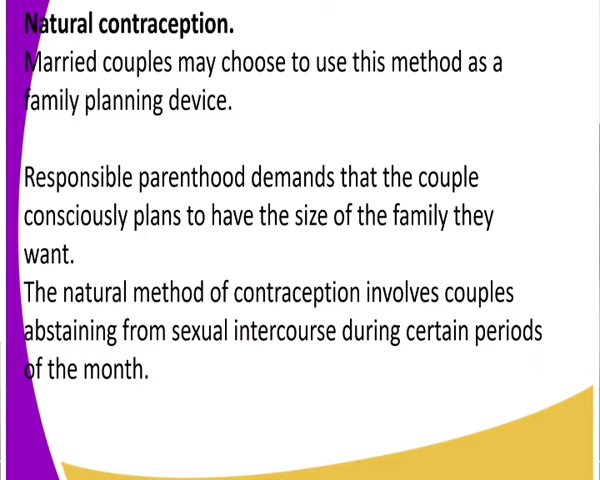 Natural contraception.
Married couples may choose to use this method as a
family planning device.
Responsible parenthood demands that the couple
consciously plans to have the size of the family they
want.
The natural method of contraception involves couples
abstaining from sexual intercourse during certain periods
of the month.